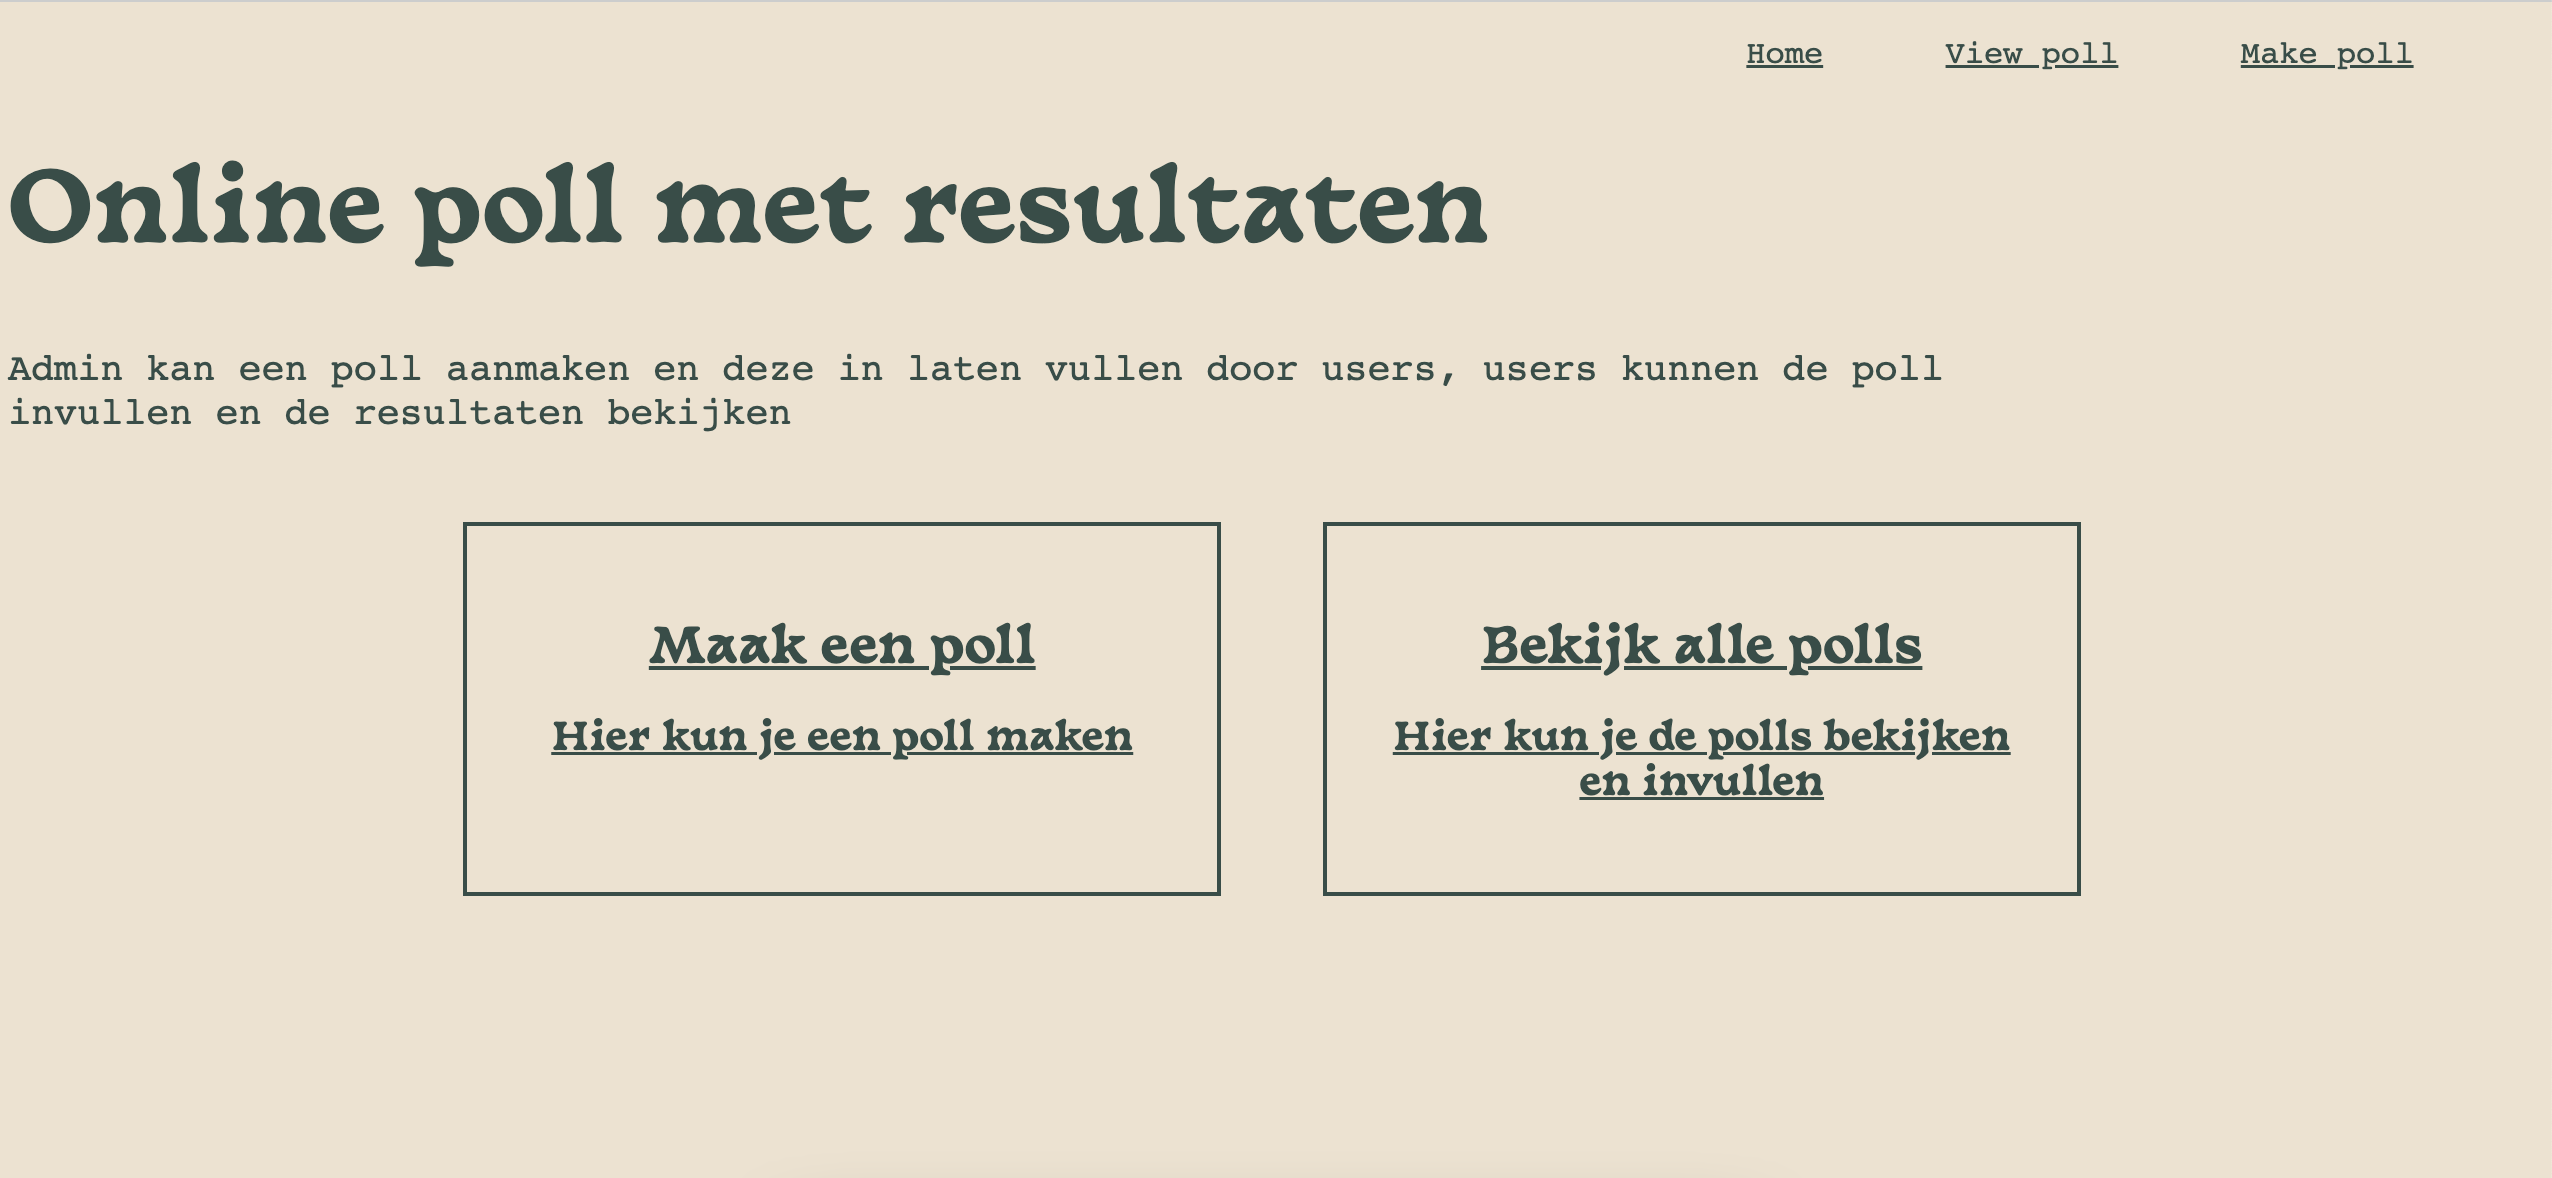 Home View poll Make poll
Online poll met resultaten
Admin kan een poll aanmaken en deze in laten vullen door users, users kunnen de poll
invullen en de resultaten bekijken
Maak een poll
Hier kun je een poll maken
Bekijk alle polls
Hier kun je de polls bekijken
en invullen